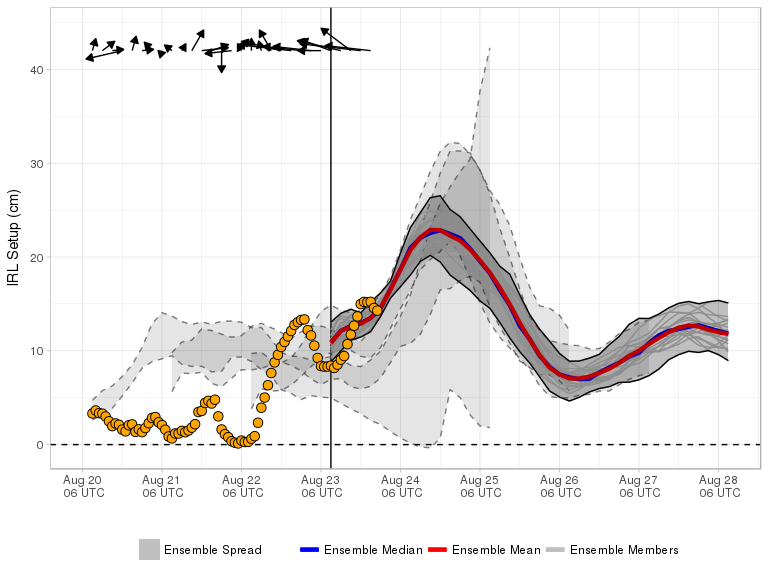 IRL Setup (cm)
40
30
20
10
0
Aug 20 Aug 21 Aug 22 Aug 23 Aug 24 Aug 25 Aug 26 Aug 27 Aug 28
06 UTC 06 UTC 06 UTC 06 UTC 06 UTC 06 UTC 06 UTC 06 UTC 06 UTC
Ensemble Spread Ensemble Median Ensemble Mean Ensemble Members